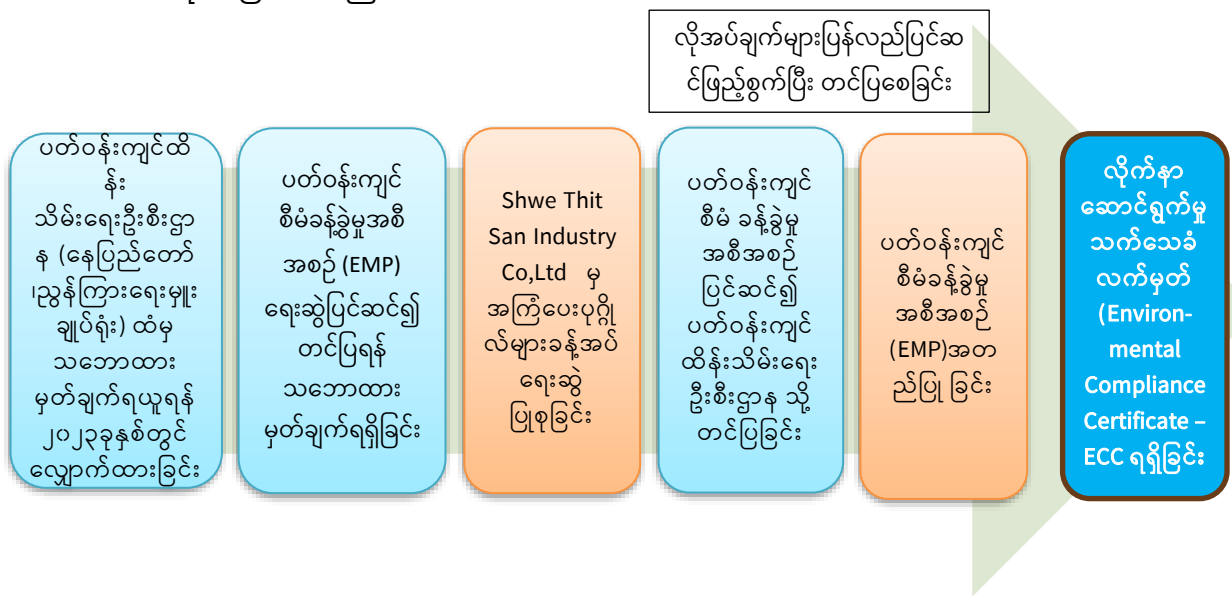 လိုအပ်ချက်များပြန်လည်ပြင်ဆ
င်ဖြည့်စွက်ပြီး တင်ပြစေခြင်း
ပတ်ဝန်းကျင်ထိ
န်း
သိမ်းရေးဦးစီးဌာ
န (နေပြည်တော်
၊ညွှန်ကြားရေးမှူး
ချုပ်ရုံး) ထံမှ
သဘောထား
မှတ်ချက်ရယူရန်
၂၀၂၃ခုနှစ်တွင်
လျှောက်ထားခြင်း
ပတ်ဝန်းကျင်
စီမံခန့်ခွဲမှုအစီ
အစဉ် (EMP)
ရေးဆွဲပြင်ဆင်၍
တင်ပြရန်
သဘောထား
မှတ်ချက်ရရှိခြင်း
Shwe Thit
San Industry
Co,Ltd မှ
အကြံပေးပုဂ္ဂို
လ်များခန့်အပ်
ရေးဆွဲ
ပြုစုခြင်း
ပတ်ဝန်းကျင်
စီမံ ခန့်ခွဲမှု
အစီအစဉ်
ပြင်ဆင်၍
ပတ်ဝန်းကျင်
ထိန်းသိမ်းရေး
ဦးစီးဌာန သို့
တင်ပြခြင်း
ပတ်ဝန်းကျင်
စီမံခန့်ခွဲမှု
အစီအစဉ်
(EMP)အတ
ည်ပြု ခြင်း
လိုက်နာ
ဆောင်ရွက်မှု
သက်သေခံ
လက်မှတ်
(Environ-
mental
Compliance
Certificate –
ECC ရရှိခြင်း